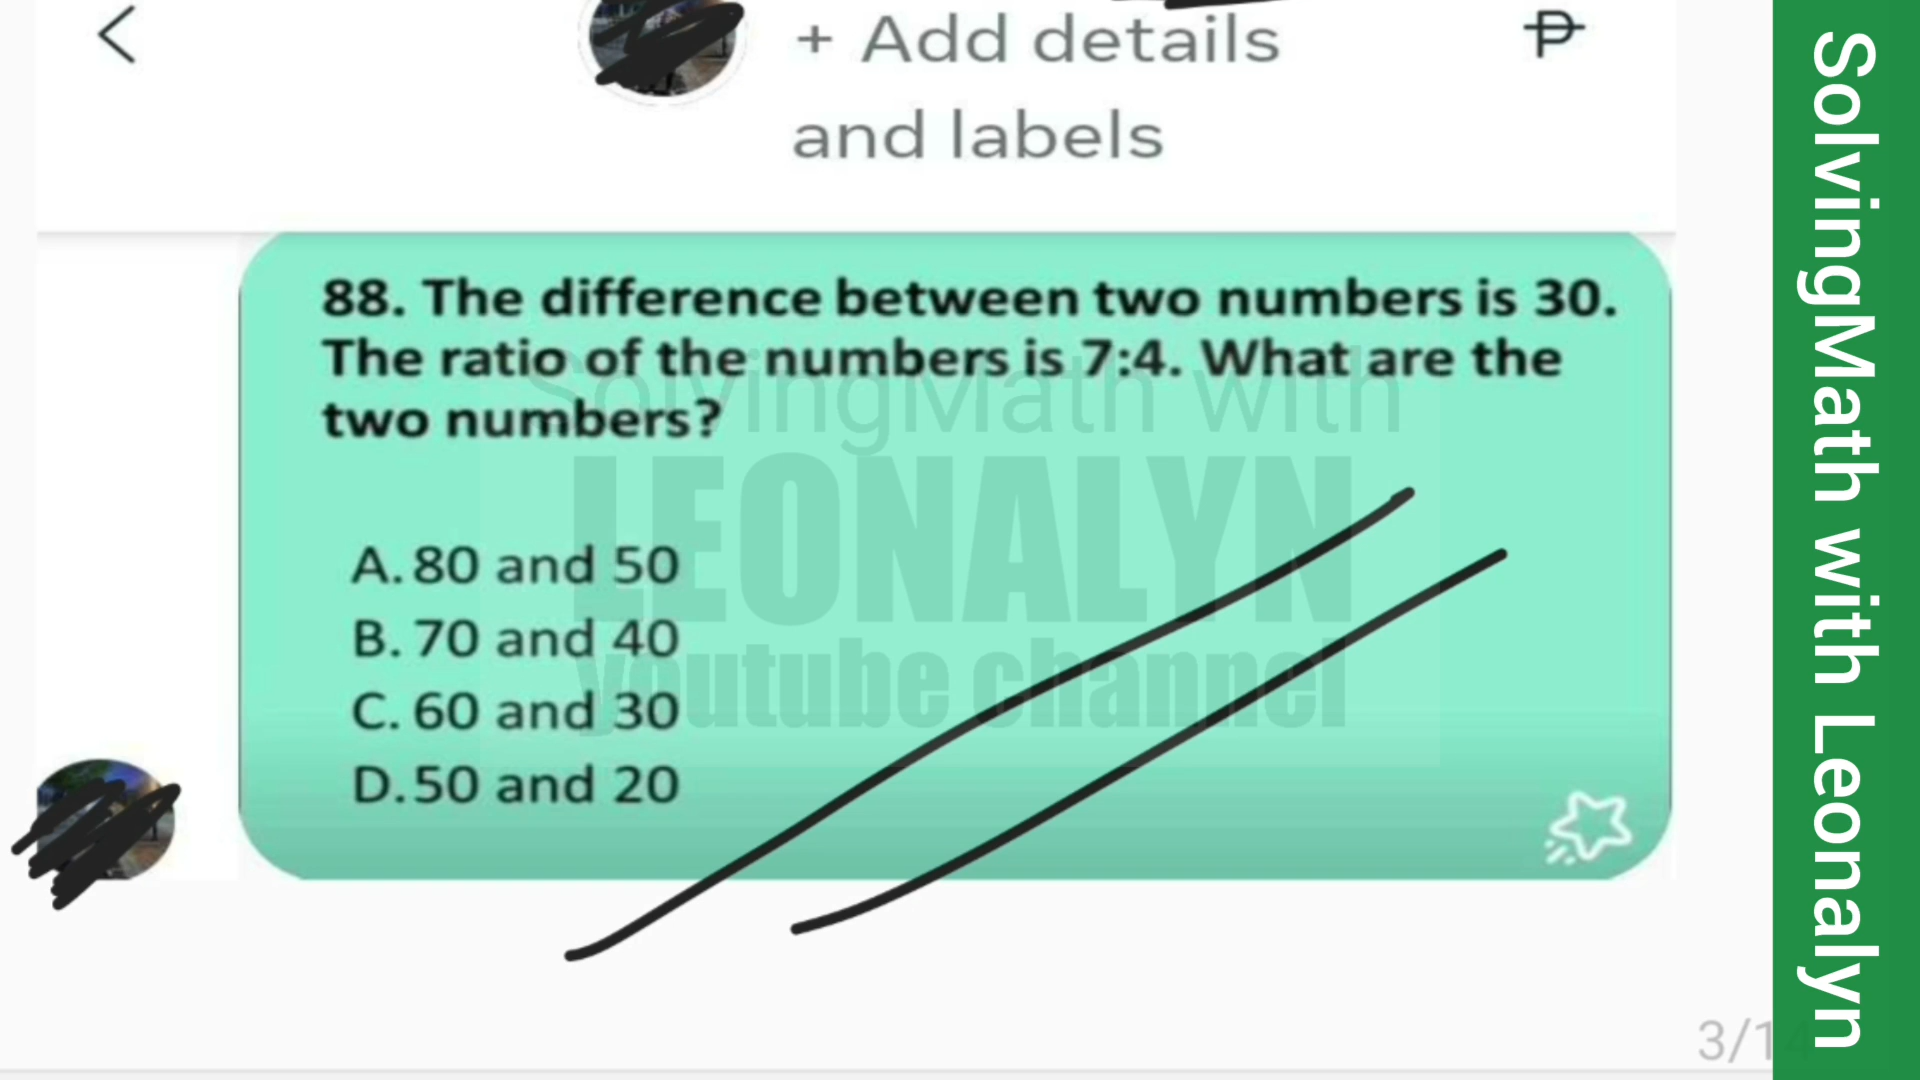 + Add details
and labels
88. The difference between two numbers is 30.
The ratio of the numbers is 7:4. What are the
two numbers?
A. 80 and 50
B. 70 and 40
C. 60 and 30
D. 50 and 20
SolvingMath with
LEONALYN
youtube channel
SolvingMath with Leonalyn
3/14